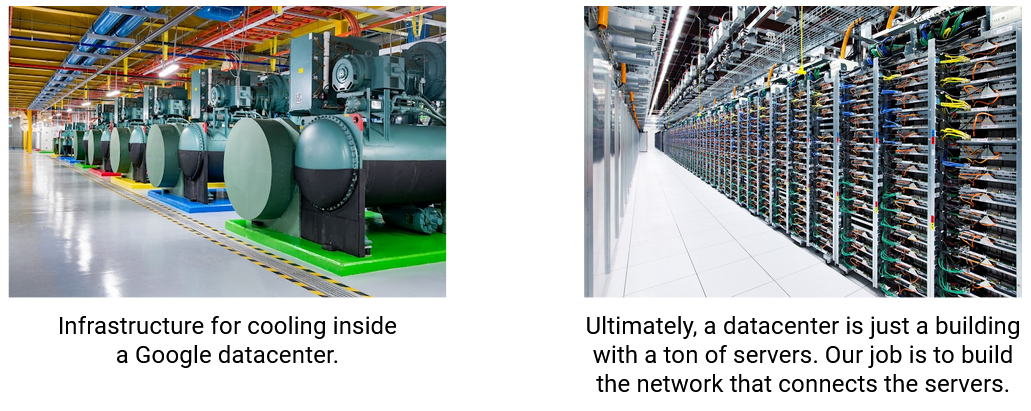 Infrastructure for cooling inside
a Google datacenter.
Ultimately, a datacenter is just a building
with a ton of servers. Our job is to build
the network that connects the servers.